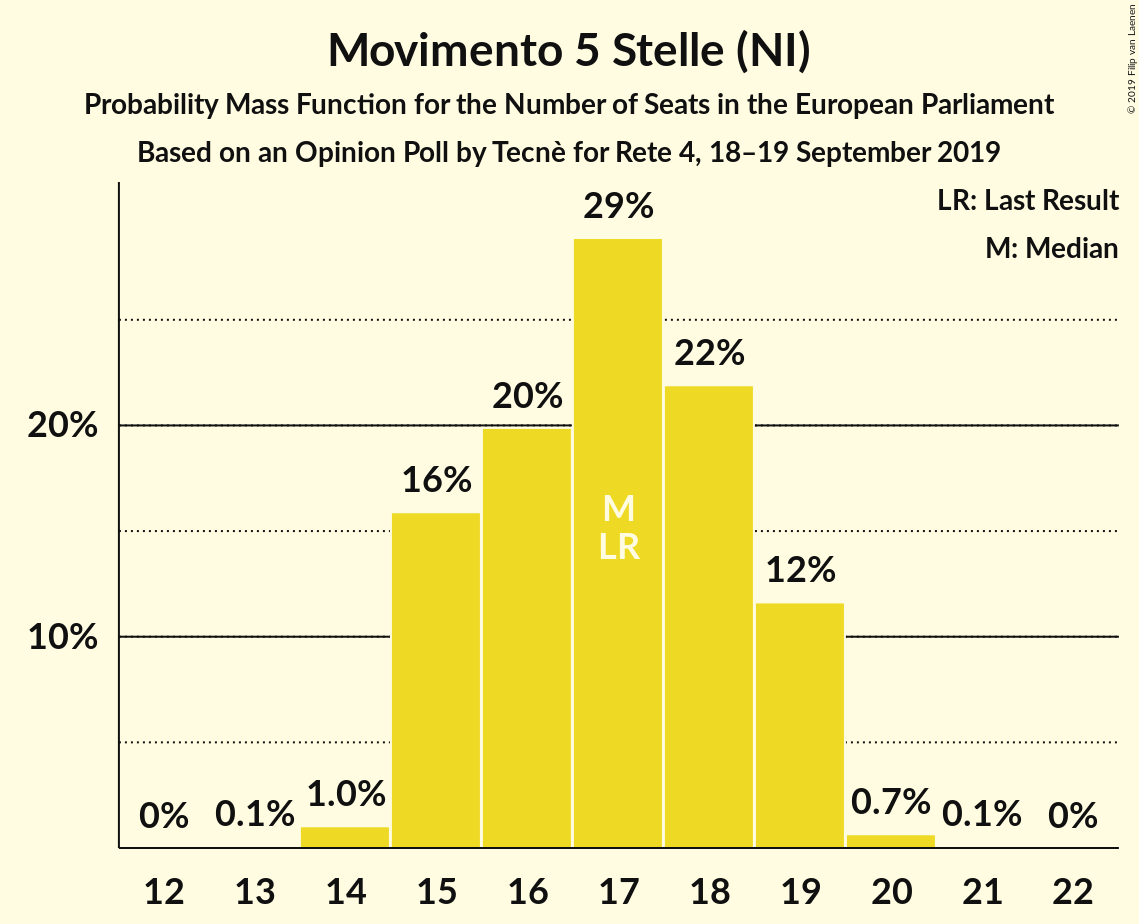 Movimento 5 Stelle (NI)
Probability Mass Function for the Number of Seats in the European Parliament
Based on an Opinion Poll by Tecnè for Rete 4, 18–19 September 2019
© 2019 Filip van Laenen
LR: Last Result
M: Median
29%
22%
20%
20%
16%
M
LR
12%
10%
1.0%
0.7%
0%
0.1%
0.1%
0%
12 13 14 15 16 17 18 19 20 21 22